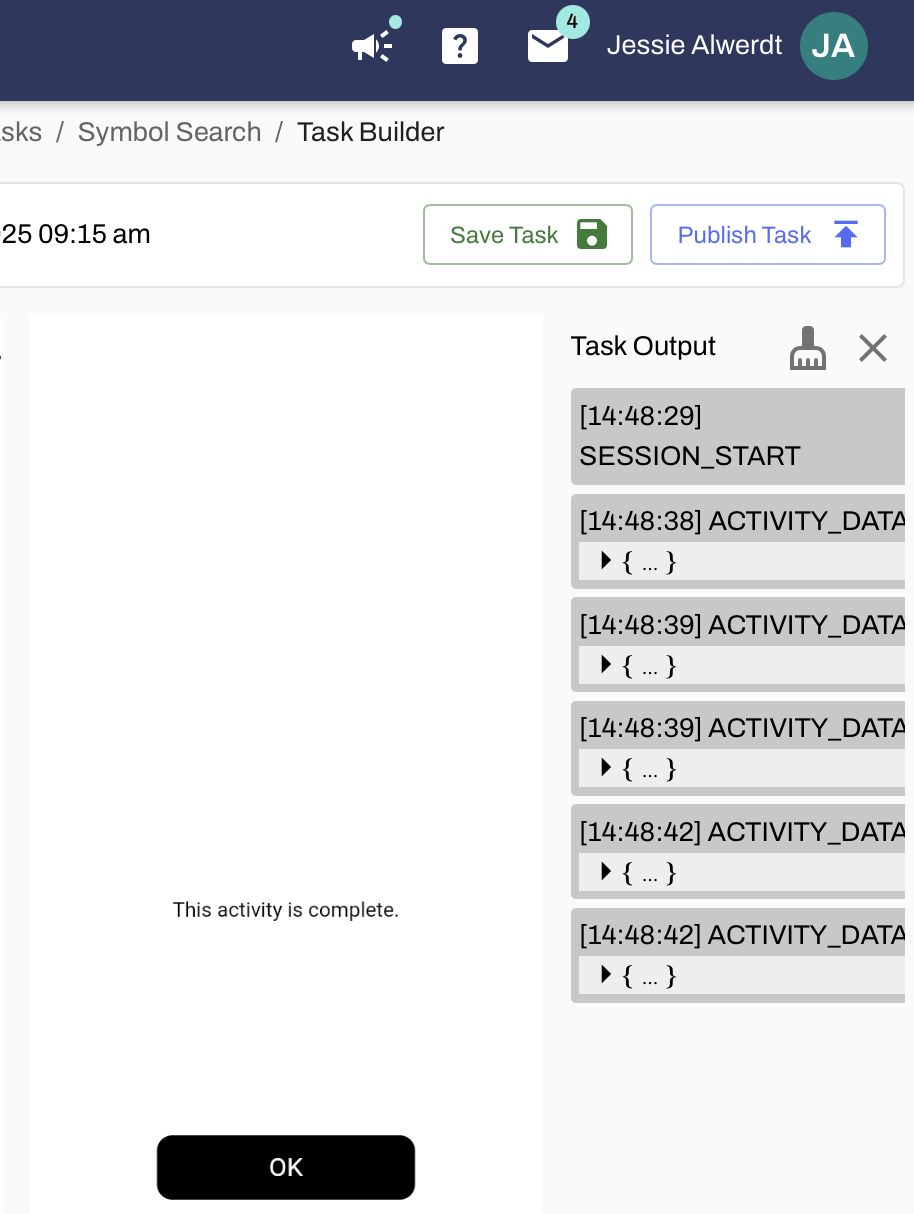 4
Jessie Alwerdt
JA
/ Symbol Search / Task Builder
09:15 am
Save Task
Publish Task
Task Output
[14:48:29]
SESSION_START
[14:48:38] ACTIVITY_DATA
{ ... }
[14:48:39] ACTIVITY_DATA
{ ... }
[14:48:39] ACTIVITY_DATA
{ ... }
[14:48:42] ACTIVITY_DATA
{ ... }
[14:48:42] ACTIVITY_DATA
{ ... }
This activity is complete.
OK